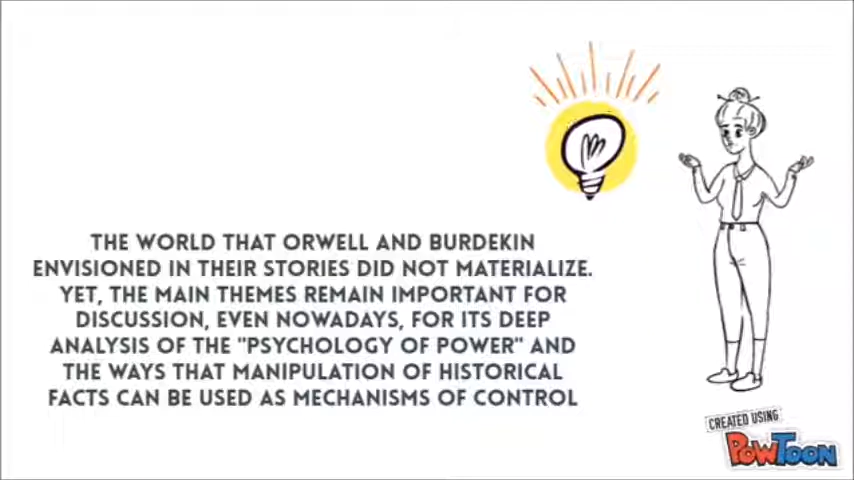 THE WORLD THAT ORWELL AND BURDEKIN
ENVISIONED IN THEIR STORIES DID NOT MATERIALIZE.
YET, THE MAIN THEMES REMAIN IMPORTANT FOR
DISCUSSION, EVEN NOWADAYS, FOR ITS DEEP
ANALYSIS OF THE "PSYCHOLOGY OF POWER" AND
THE WAYS THAT MANIPULATION OF HISTORICAL
FACTS CAN BE USED AS MECHANISMS OF CONTROL
CREATED USING
POWTOON